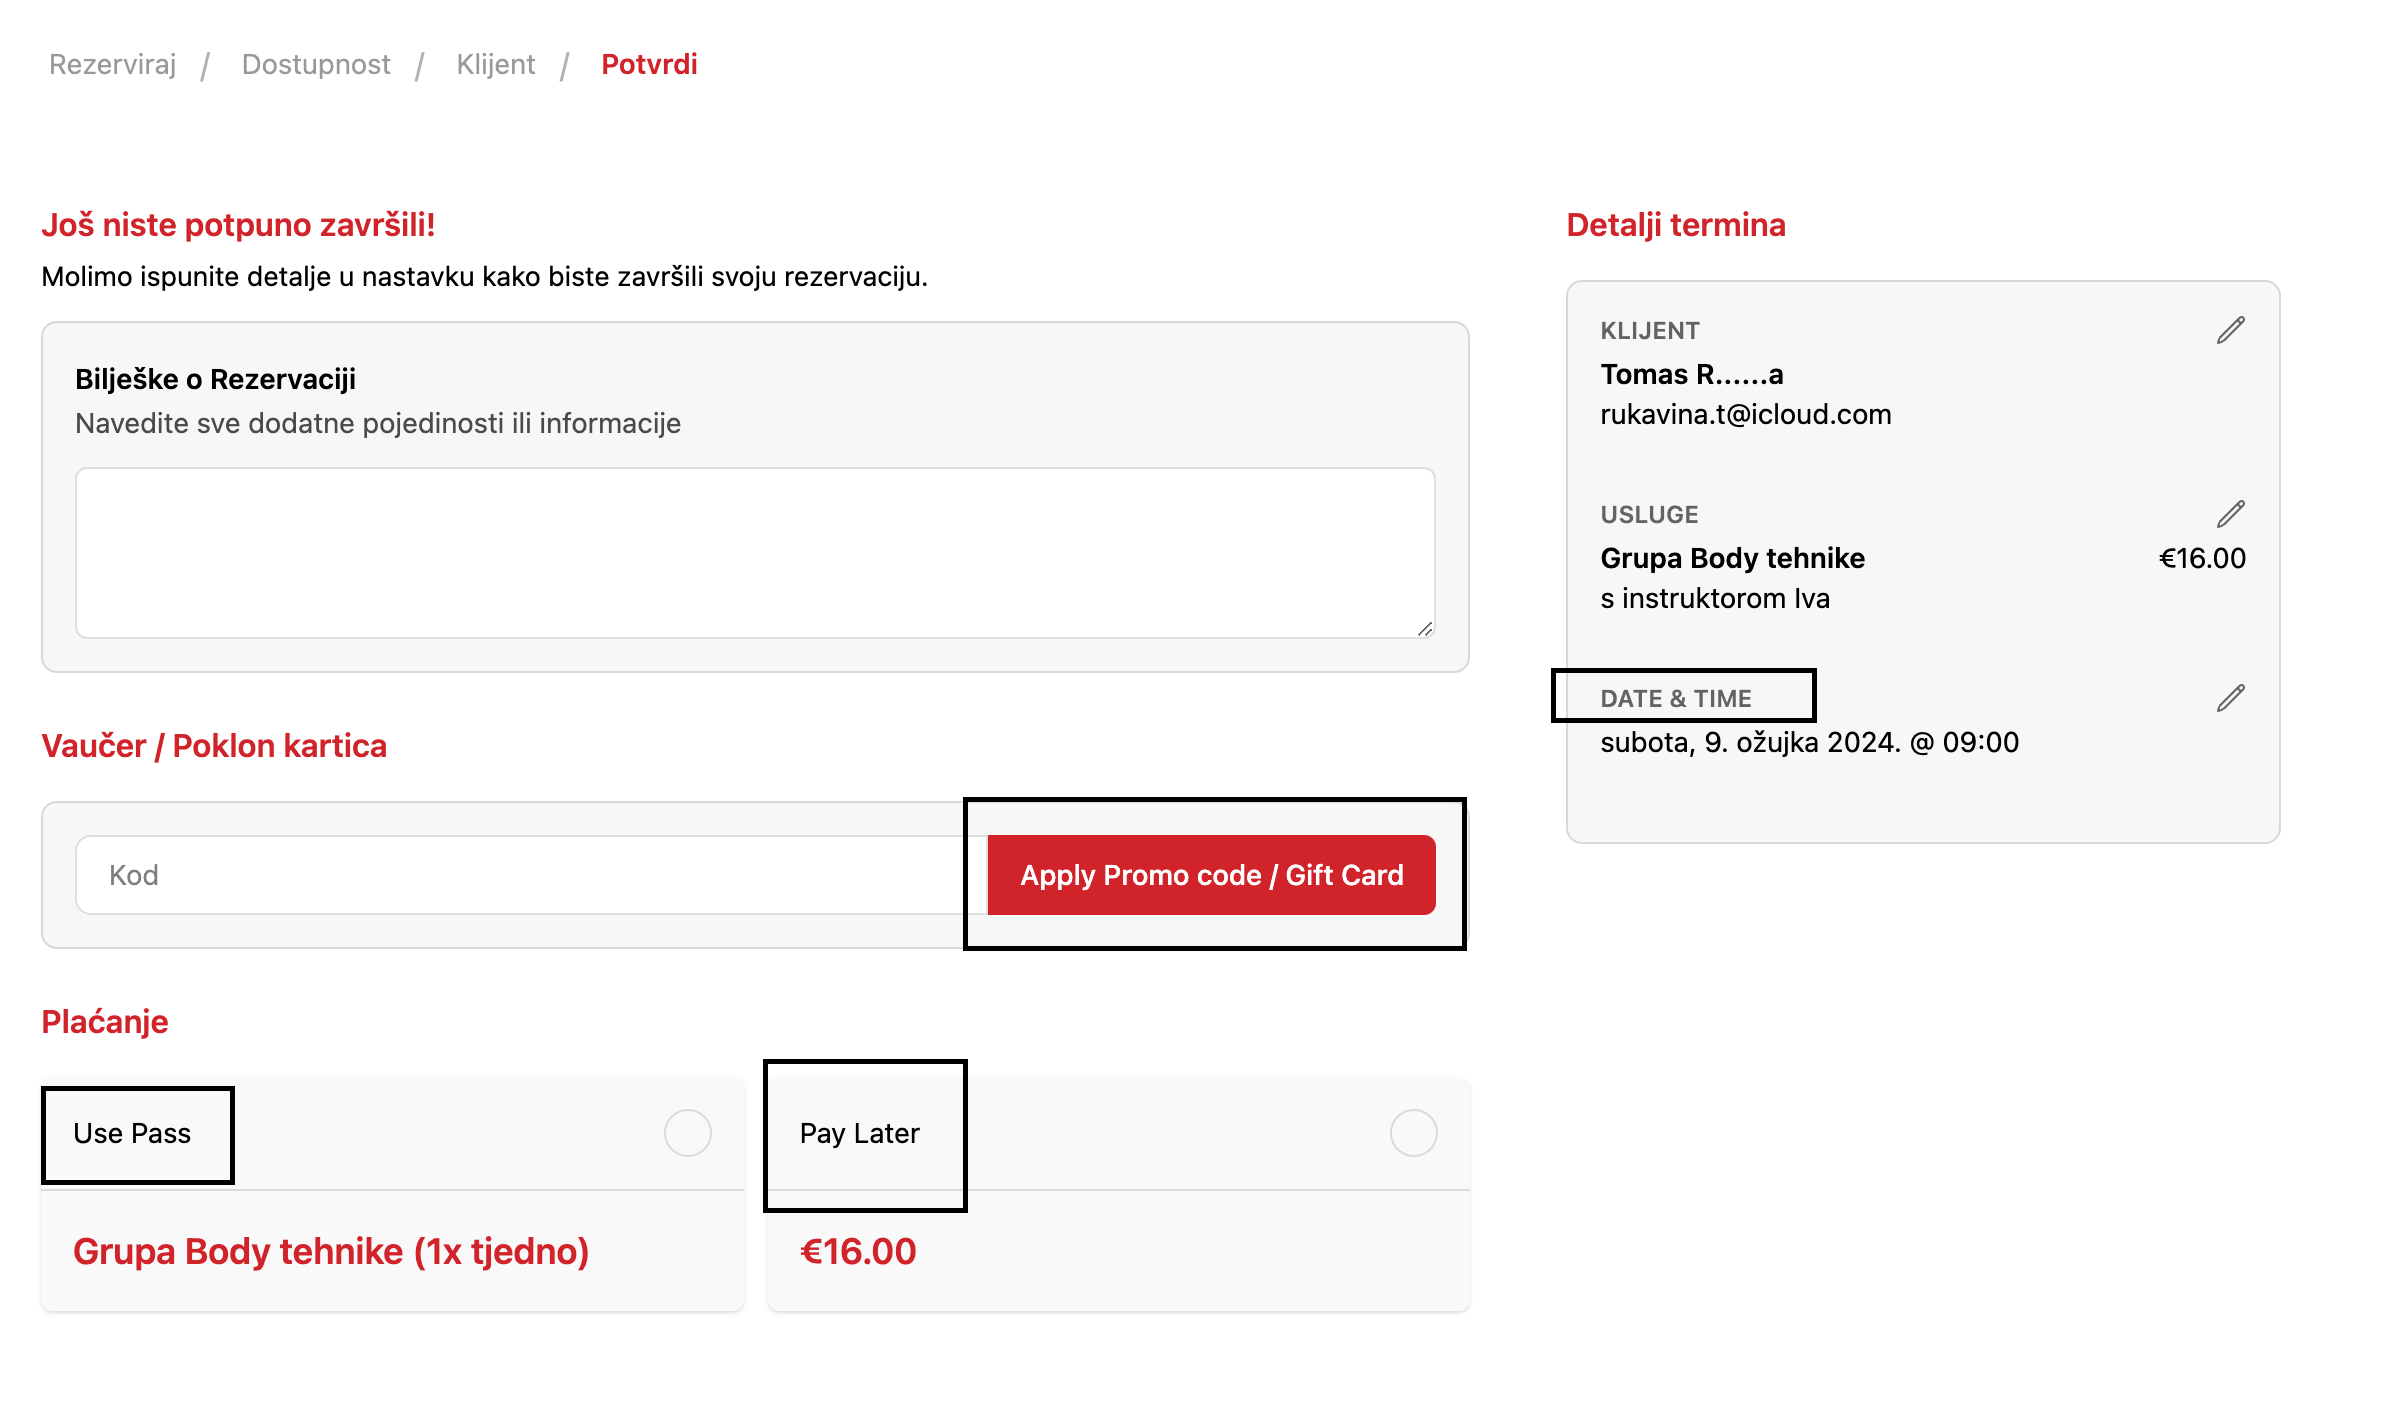 Rezerviraj / Dostupnost / Klijent / Potvrdi
Još niste potpuno završili!
Molimo ispunite detalje u nastavku kako biste završili svoju rezervaciju.
Bilješke o Rezervaciji
Navedite sve dodatne pojedinosti ili informacije
Vaučer / Poklon kartica
Kod
Apply Promo code / Gift Card
Plaćanje
Use Pass
Grupa Body tehnike (1x tjedno)
Pay Later
€16.00
Detalji termina
KLIJENT
Tomas R......a
rukavina.t@icloud.com
USLUGE
Grupa Body tehnike €16.00
s instruktorom Iva
DATE & TIME
subota, 9. ožujka 2024. @ 09:00